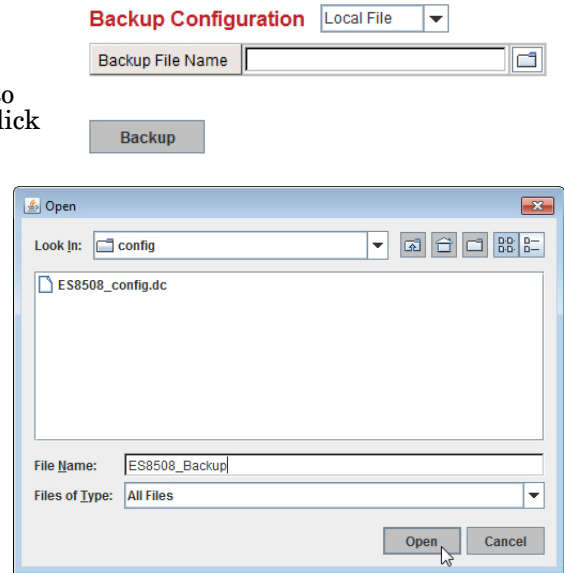 Backup Configuration Local File
Backup File Name
lick
Backup
Open
Look In: config
ES8508_config.dc
File Name: ES8508_Backup
Files of Type: All Files
Open Cancel